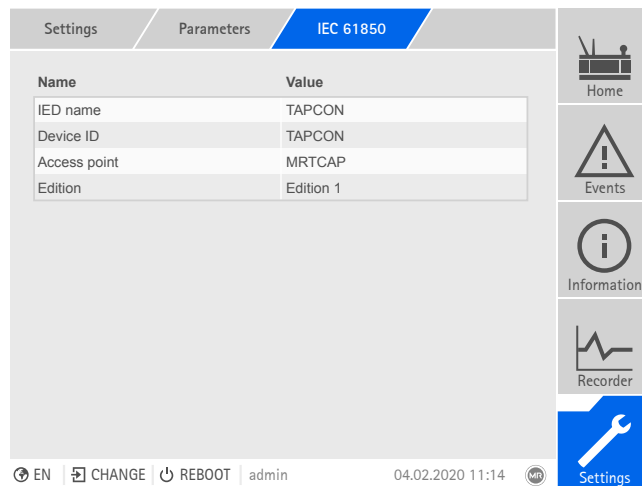 Settings Parameters IEC 61850
Name Value
IED name TAPCON
Device ID TAPCON
Access point MRTCAP
Edition Edition 1
Home
Events
Information
Recorder
Settings
EN CHANGE REBOOT admin 04.02.2020 11:14 MR